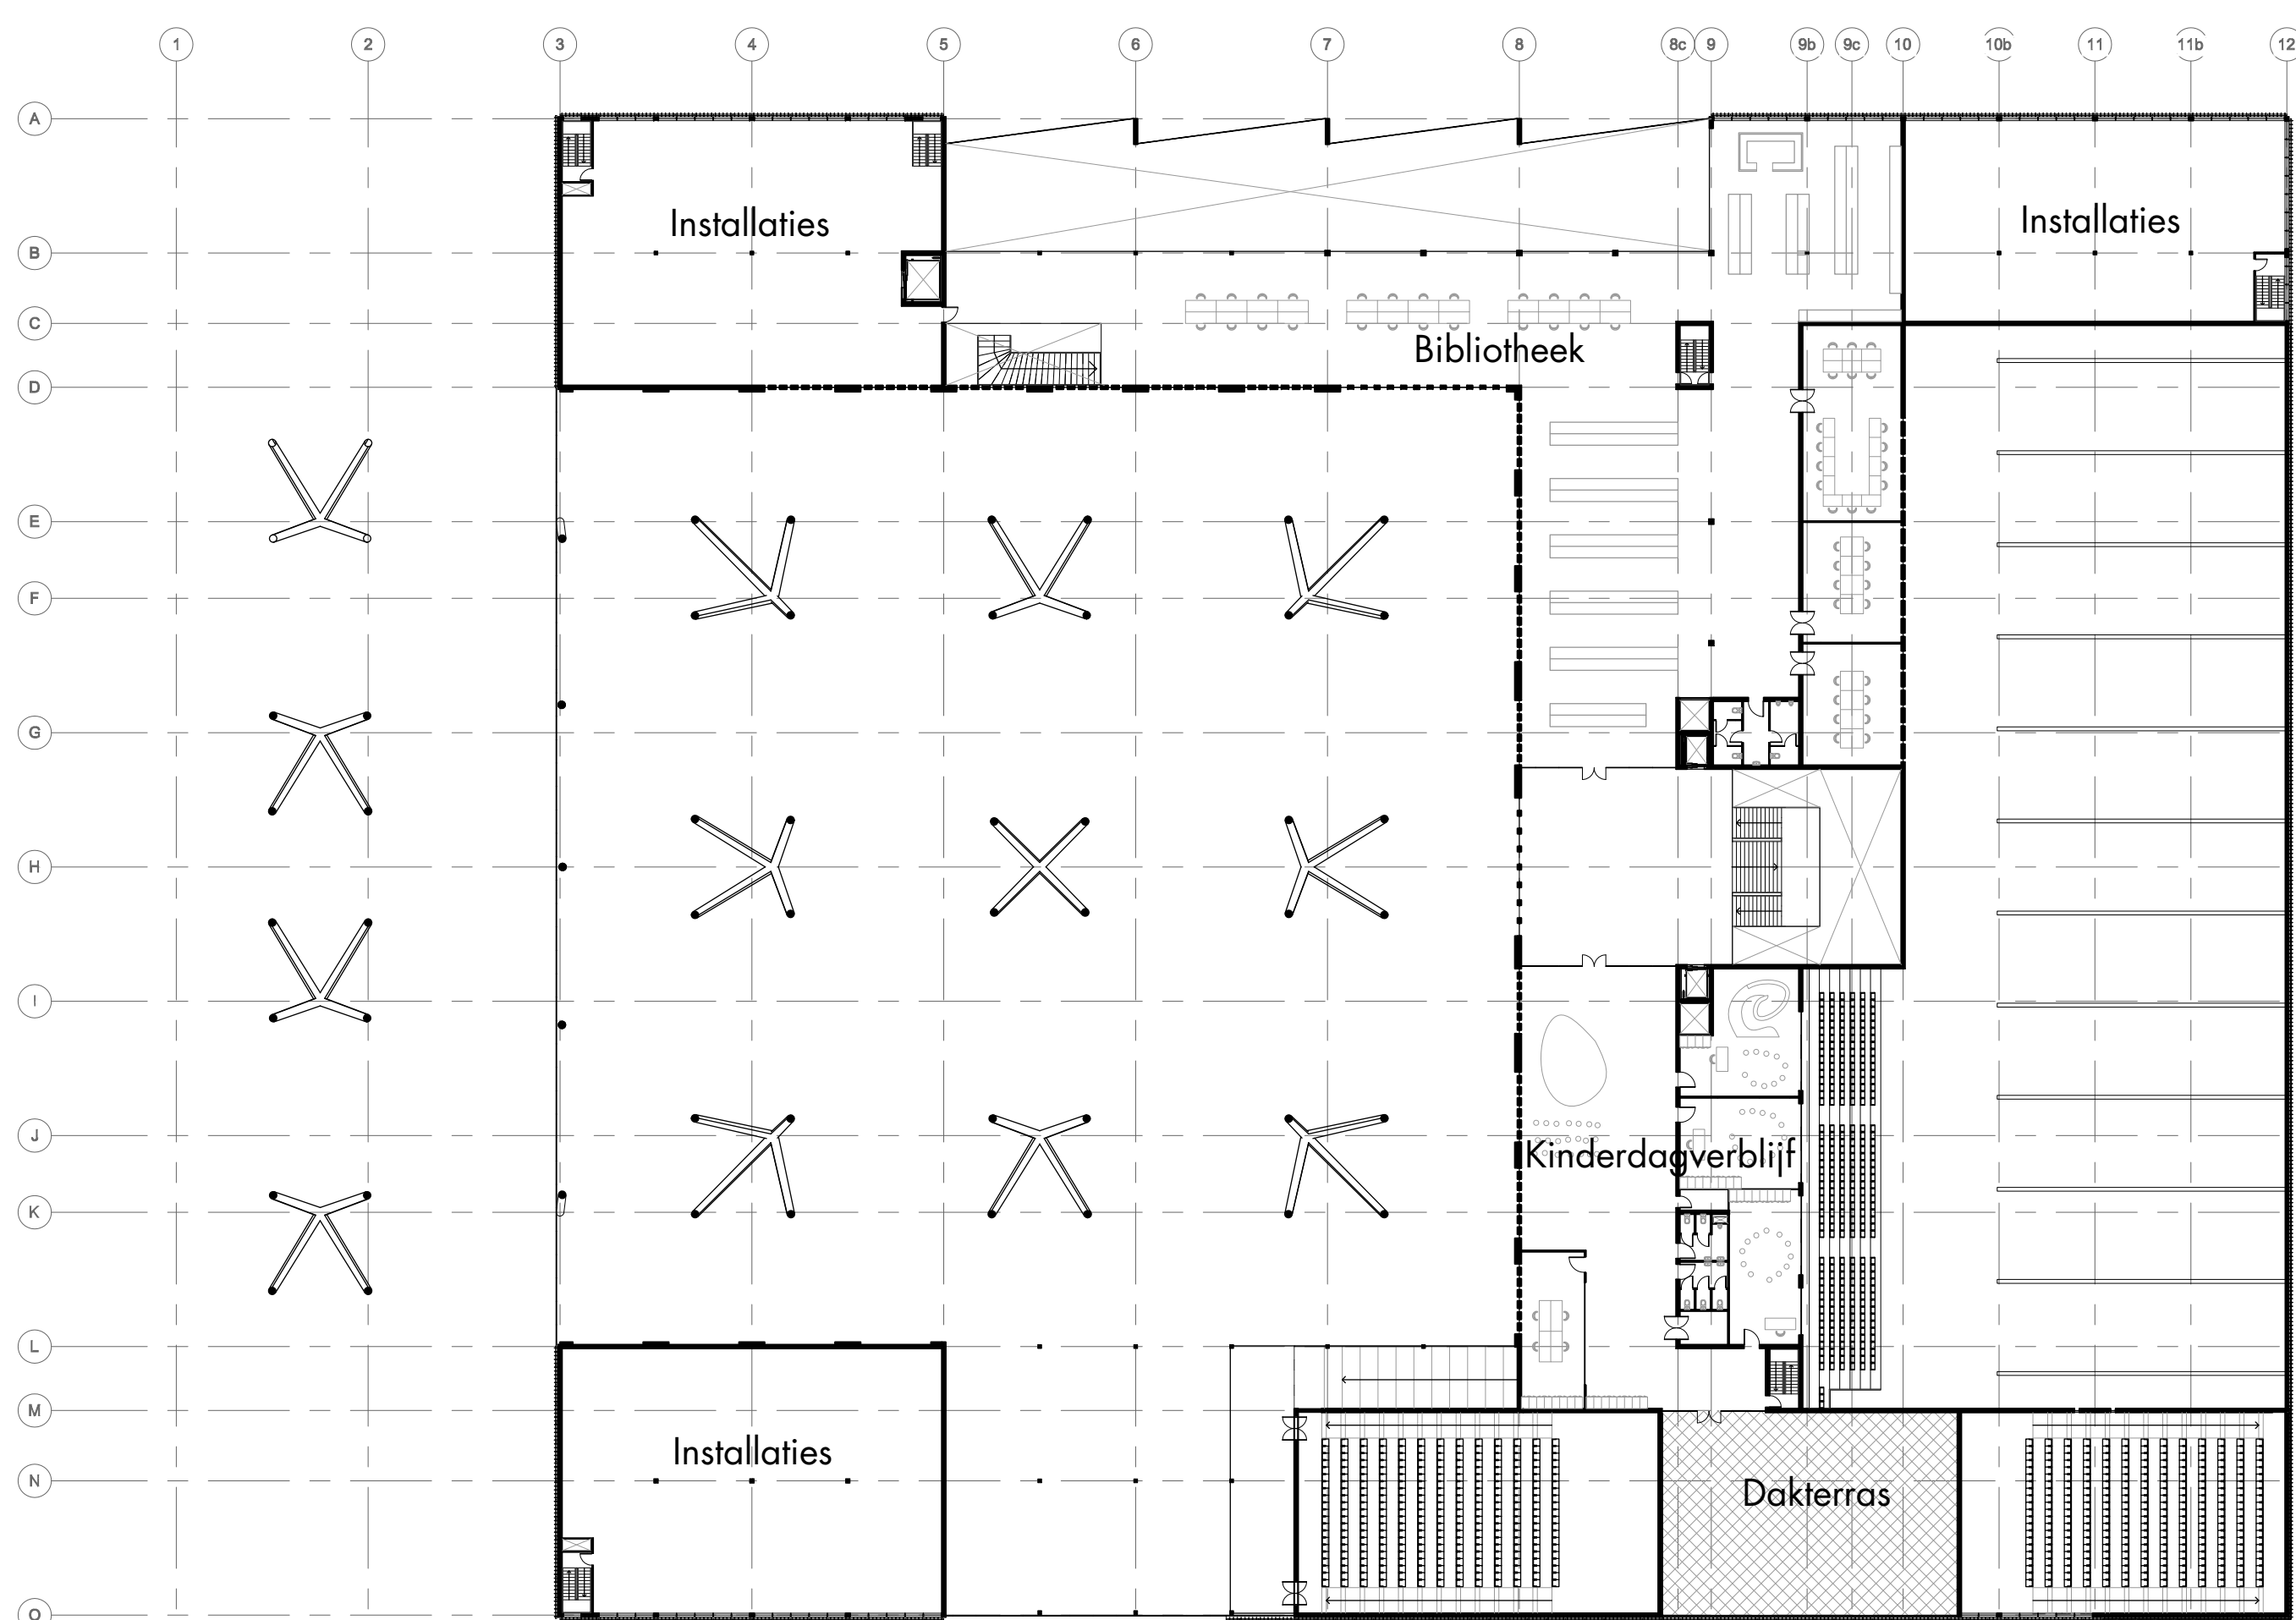 1 2 3 4 5 6 7 8 8c 9 9b 9c 10 10b 11 11b 12
A
Installaties
Installaties
B
C
Bibliotheek
D
E
F
G
H
I
J
Kinderdagverblijf
K
L
M
Installaties
N
Dakterras
O